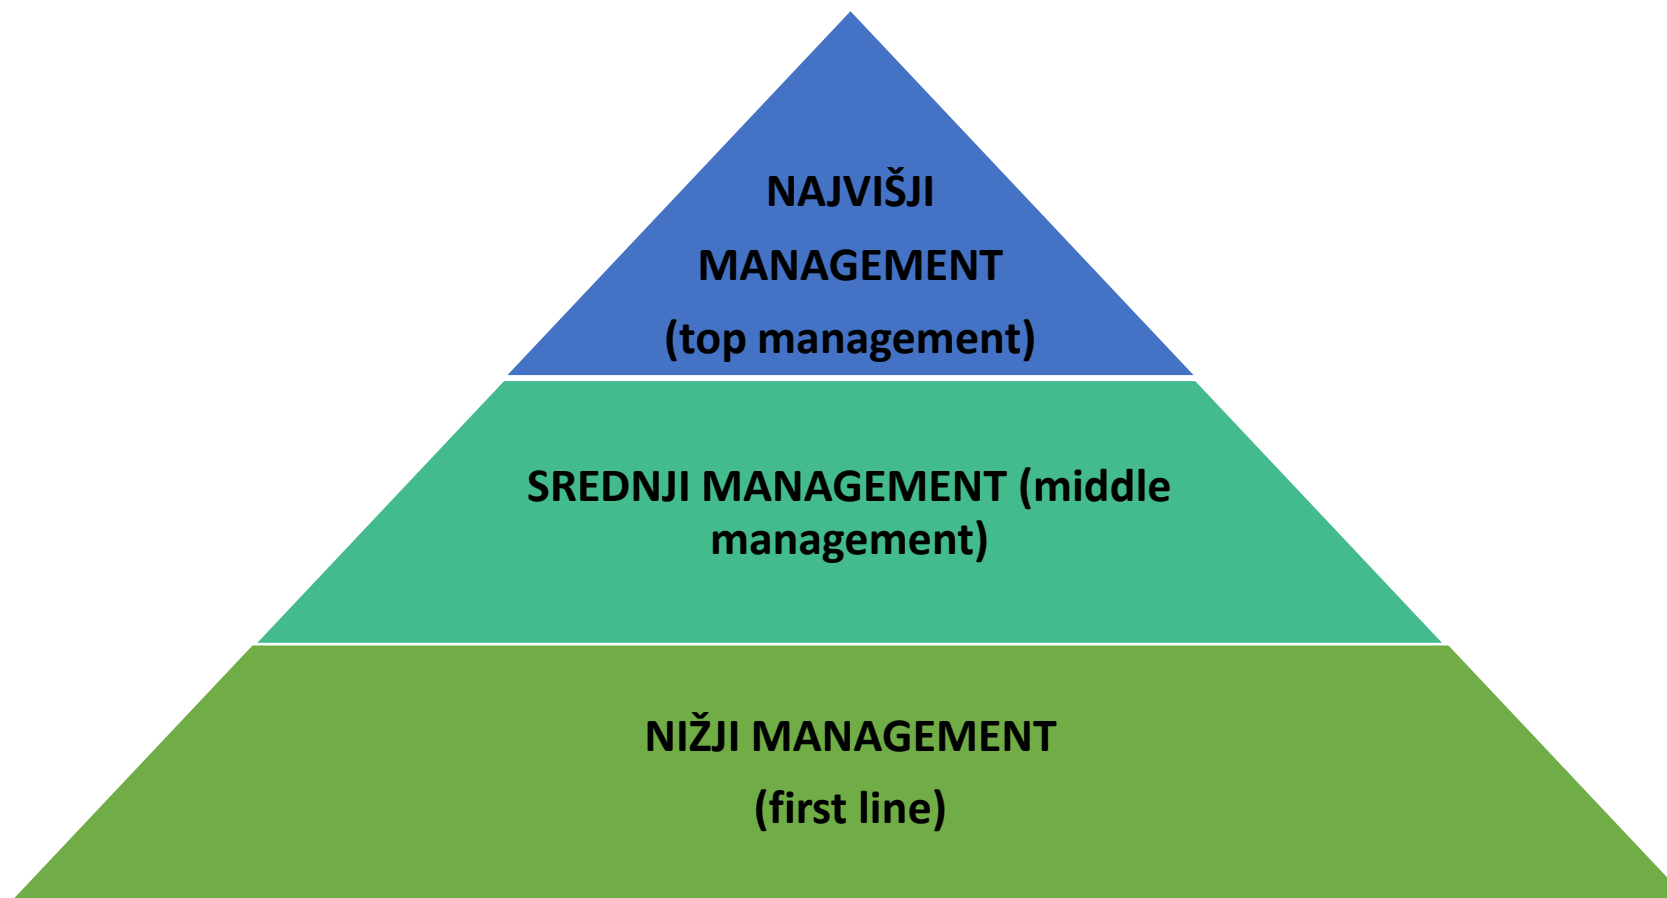 NAJVIŠJI
MANAGEMENT
(top management)
SREDNJI MANAGEMENT (middle
management)
NIŽJI MANAGEMENT
(first line)